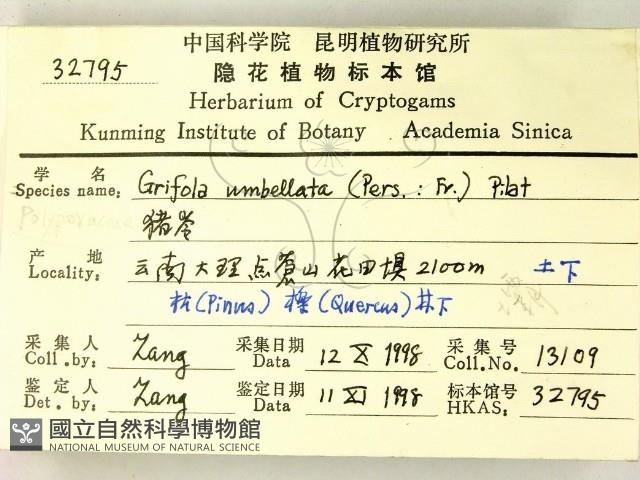 中国科学院 昆明植物研究所
32795
隐花植物标本馆
Herbarium of Cryptogams
Kunming Institute of Botany Academia Sinica
学名
Species name: Grifola umbellata (Pers. : Fr.) Pilat
Polyporaceae
猪苓
产地
Locality: 云南大理点蒼山花田坝 2100m 土下
松(Pinus) 檪(Quercus)林下
采集人 Coll.by: Zang 采集日期 Data 12 X 1998 采集号 Coll.No. 13109
鉴定人 Det. by: Zang 鉴定日期 Data 11 XI 1998 标本馆号 HKAS: 32795
國立自然科學博物館
NATIONAL MUSEUM OF NATURAL SCIENCE